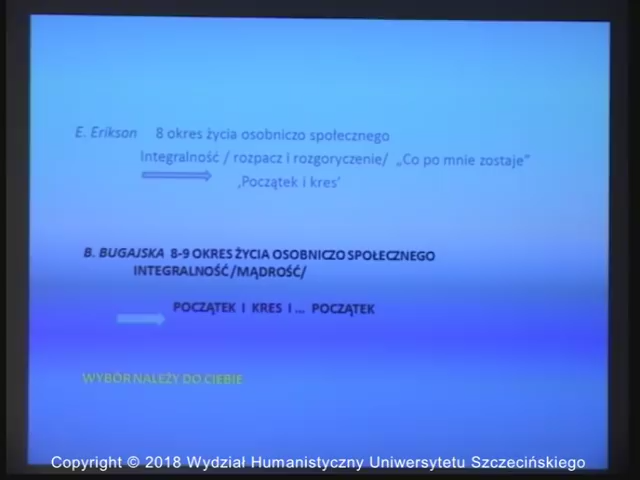 E. Erikson 8 okres życia osobniczo społecznego
Integralność / rozpacz i rozgoryczenie/ „Co po mnie zostaje”
‚Początek i kres’
B. BUGAJSKA 8-9 OKRES ŻYCIA OSOBNICZO SPOŁECZNEGO
INTEGRALNOŚĆ /MĄDROŚĆ/
POCZĄTEK I KRES I ... POCZĄTEK
WYBÓR NALEŻY DO CIEBIE
Copyright © 2018 Wydział Humanistyczny Uniwersytetu Szczecińskiego